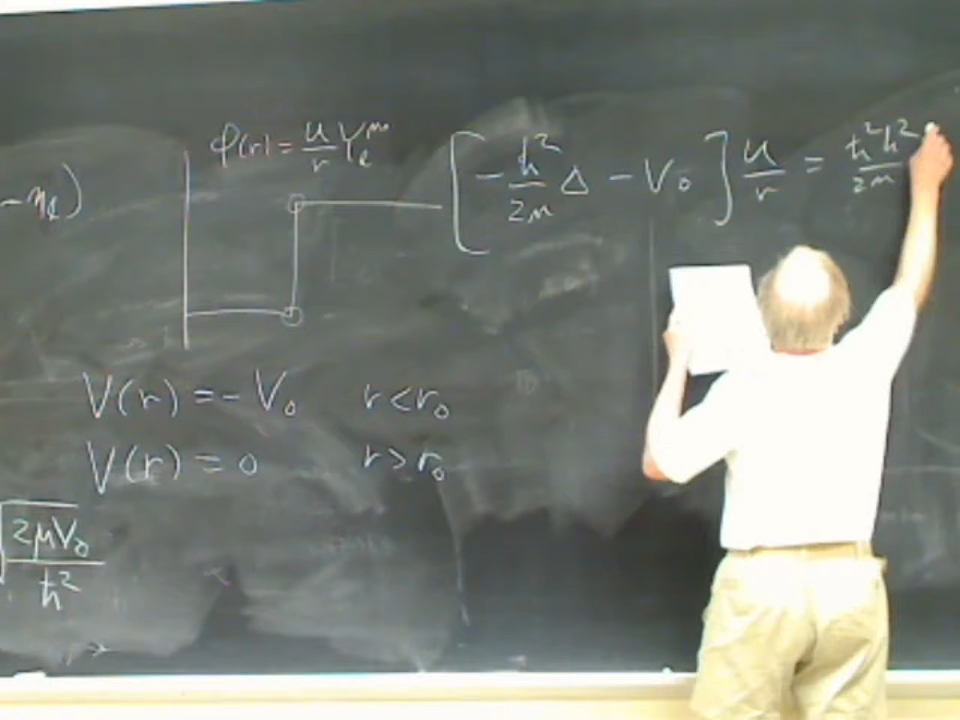 -η_ℓ)
φ(r) = u/r Y_ℓ^m
[-ħ²/2m Δ - V₀] u/r = ħ²k²/2m
V(r) = -V₀ r < r₀
V(r) = 0 r > r₀
√(2μV₀/ħ²)